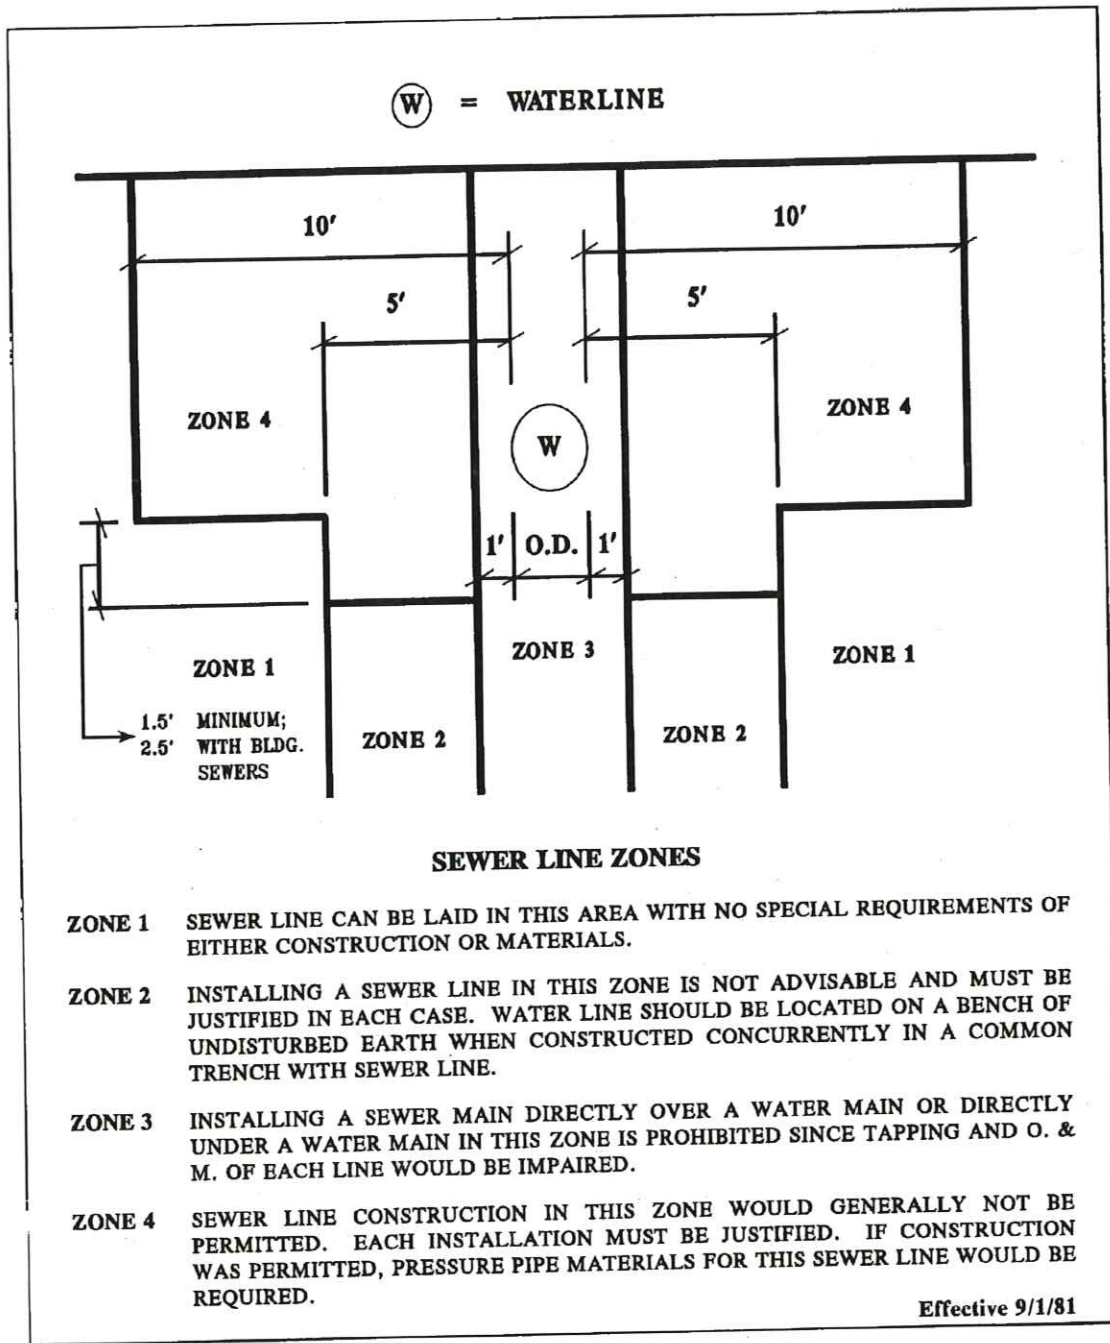 W = WATERLINE
10'
10'
5'
5'
ZONE 4
ZONE 4
W
1' O.D. 1'
ZONE 3
ZONE 1
ZONE 1
1.5' MINIMUM;
2.5' WITH BLDG.
SEWERS
ZONE 2
ZONE 2
SEWER LINE ZONES
ZONE 1 SEWER LINE CAN BE LAID IN THIS AREA WITH NO SPECIAL REQUIREMENTS OF
EITHER CONSTRUCTION OR MATERIALS.
ZONE 2 INSTALLING A SEWER LINE IN THIS ZONE IS NOT ADVISABLE AND MUST BE
JUSTIFIED IN EACH CASE. WATER LINE SHOULD BE LOCATED ON A BENCH OF
UNDISTURBED EARTH WHEN CONSTRUCTED CONCURRENTLY IN A COMMON
TRENCH WITH SEWER LINE.
ZONE 3 INSTALLING A SEWER MAIN DIRECTLY OVER A WATER MAIN OR DIRECTLY
UNDER A WATER MAIN IN THIS ZONE IS PROHIBITED SINCE TAPPING AND O. &
M. OF EACH LINE WOULD BE IMPAIRED.
ZONE 4 SEWER LINE CONSTRUCTION IN THIS ZONE WOULD GENERALLY NOT BE
PERMITTED. EACH INSTALLATION MUST BE JUSTIFIED. IF CONSTRUCTION
WAS PERMITTED, PRESSURE PIPE MATERIALS FOR THIS SEWER LINE WOULD BE
REQUIRED.
Effective 9/1/81